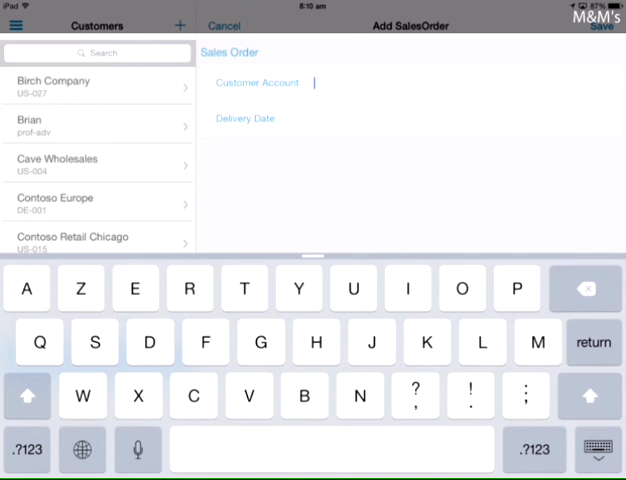 iPad 8:10 am 87%
M&M's
Customers + Cancel Add SalesOrder Save
Search
Sales Order
Birch Company
US-027
Customer Account
Brian
prof-adv
Delivery Date
Cave Wholesales
US-004
Contoso Europe
DE-001
Contoso Retail Chicago
US-015
A Z E R T Y U I O P
Q S D F G H J K L M return
W X C V B N ? , ! . : ;
.?123 .?123